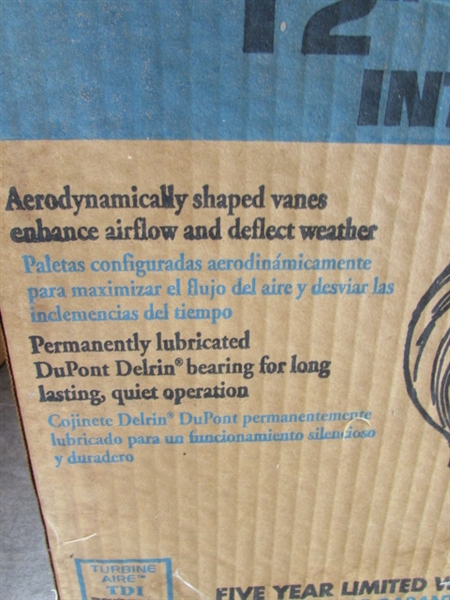 12"
Aerodynamically shaped vanes
enhance airflow and deflect weather
Paletas configuradas aerodinámicamente
para maximizar el flujo del aire y desviar las
inclemencias del tiempo
Permanently lubricated
DuPont Delrin® bearing for long
lasting, quiet operation
Cojinete Delrin® DuPont permanentemente
lubricado para un funcionamiento silencioso
y duradero
TURBINE
AIRE™
TDI
FIVE YEAR LIMITED